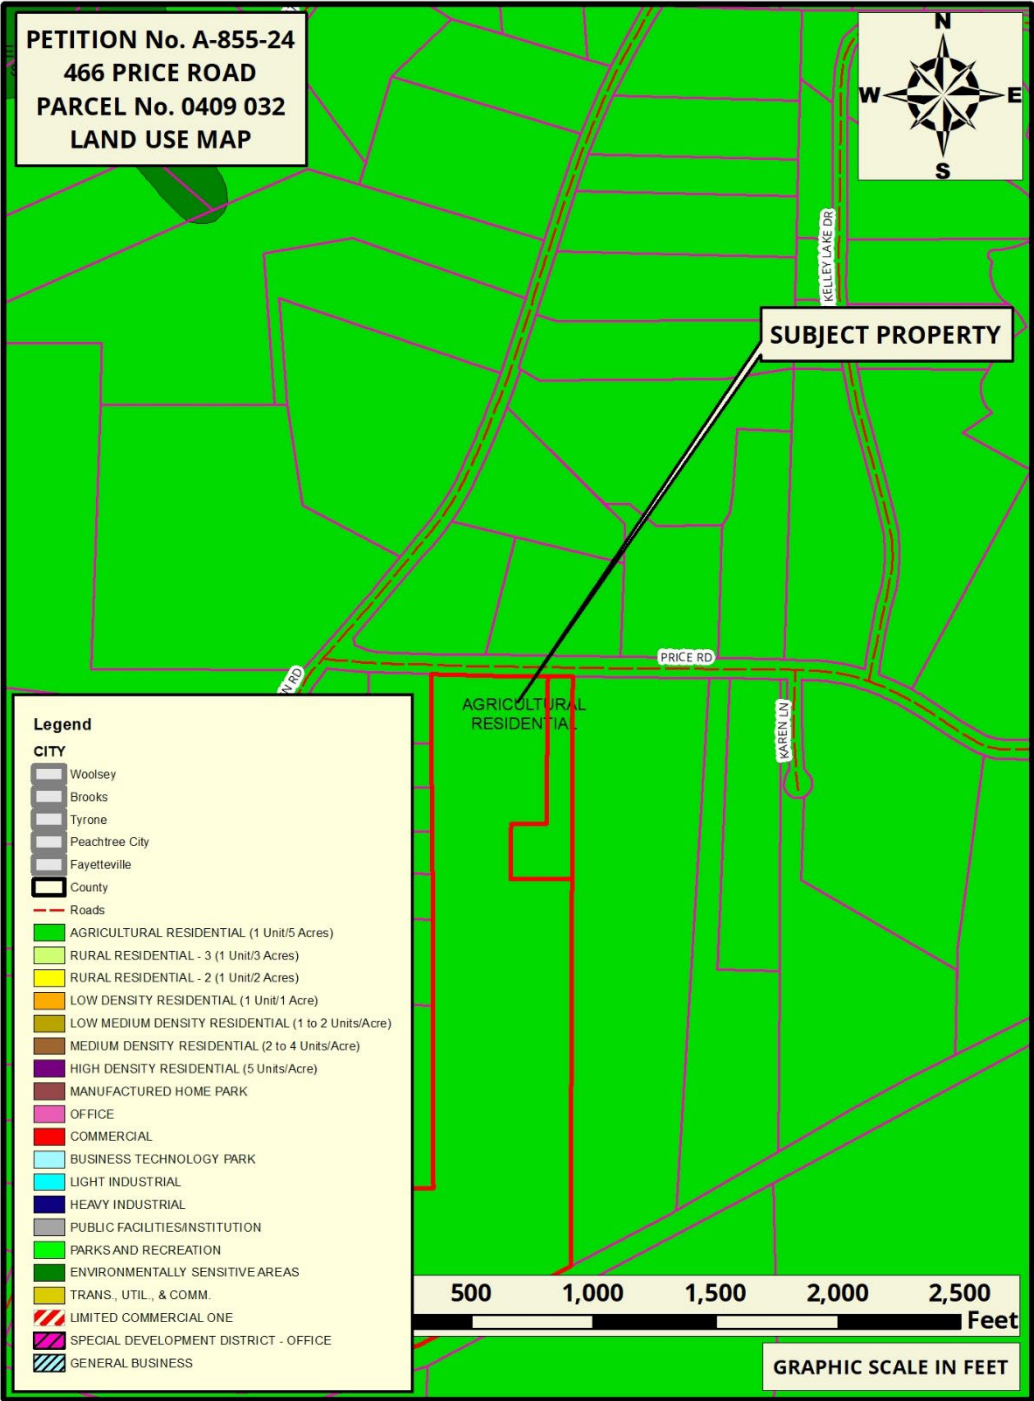 PETITION No. A-855-24
466 PRICE ROAD
PARCEL No. 0409 032
LAND USE MAP
N
W
E
S
KELLEY LAKE DR
SUBJECT PROPERTY
PRICE RD
N RD
AGRICULTURAL
RESIDENTIAL
KAREN LN
Legend
CITY
Woolsey
Brooks
Tyrone
Peachtree City
Fayetteville
County
Roads
AGRICULTURAL RESIDENTIAL (1 Unit/5 Acres)
RURAL RESIDENTIAL - 3 (1 Unit/3 Acres)
RURAL RESIDENTIAL - 2 (1 Unit/2 Acres)
LOW DENSITY RESIDENTIAL (1 Unit/1 Acre)
LOW MEDIUM DENSITY RESIDENTIAL (1 to 2 Units/Acre)
MEDIUM DENSITY RESIDENTIAL (2 to 4 Units/Acre)
HIGH DENSITY RESIDENTIAL (5 Units/Acre)
MANUFACTURED HOME PARK
OFFICE
COMMERCIAL
BUSINESS TECHNOLOGY PARK
LIGHT INDUSTRIAL
HEAVY INDUSTRIAL
PUBLIC FACILITIES/INSTITUTION
PARKS AND RECREATION
ENVIRONMENTALLY SENSITIVE AREAS
TRANS., UTIL., & COMM.
LIMITED COMMERCIAL ONE
SPECIAL DEVELOPMENT DISTRICT - OFFICE
GENERAL BUSINESS
500 1,000 1,500 2,000 2,500
Feet
GRAPHIC SCALE IN FEET